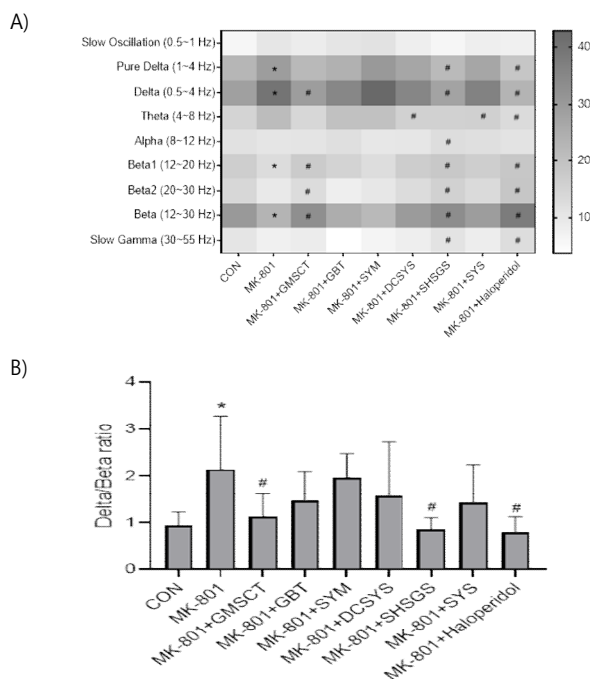 A)
Slow Oscillation (0.5~1 Hz)
Pure Delta (1~4 Hz)
* # #
Delta (0.5~4 Hz)
* # # #
Theta (4~8 Hz)
# # #
Alpha (8~12 Hz)
#
Beta1 (12~20 Hz)
* # # #
Beta2 (20~30 Hz)
# # #
Beta (12~30 Hz)
* # # #
Slow Gamma (30~55 Hz)
# #
40
30
20
10
CON
MK-801
MK-801+GMSCT
MK-801+GBT
MK-801+SYM
MK-801+DCSYS
MK-801+SHSGS
MK-801+SYS
MK-801+Haloperidol
B)
Delta/Beta ratio
4
3
2
1
0
*
#
#
#
CON
MK-801
MK-801+GMSCT
MK-801+GBT
MK-801+SYM
MK-801+DCSYS
MK-801+SHSGS
MK-801+SYS
MK-801+Haloperidol